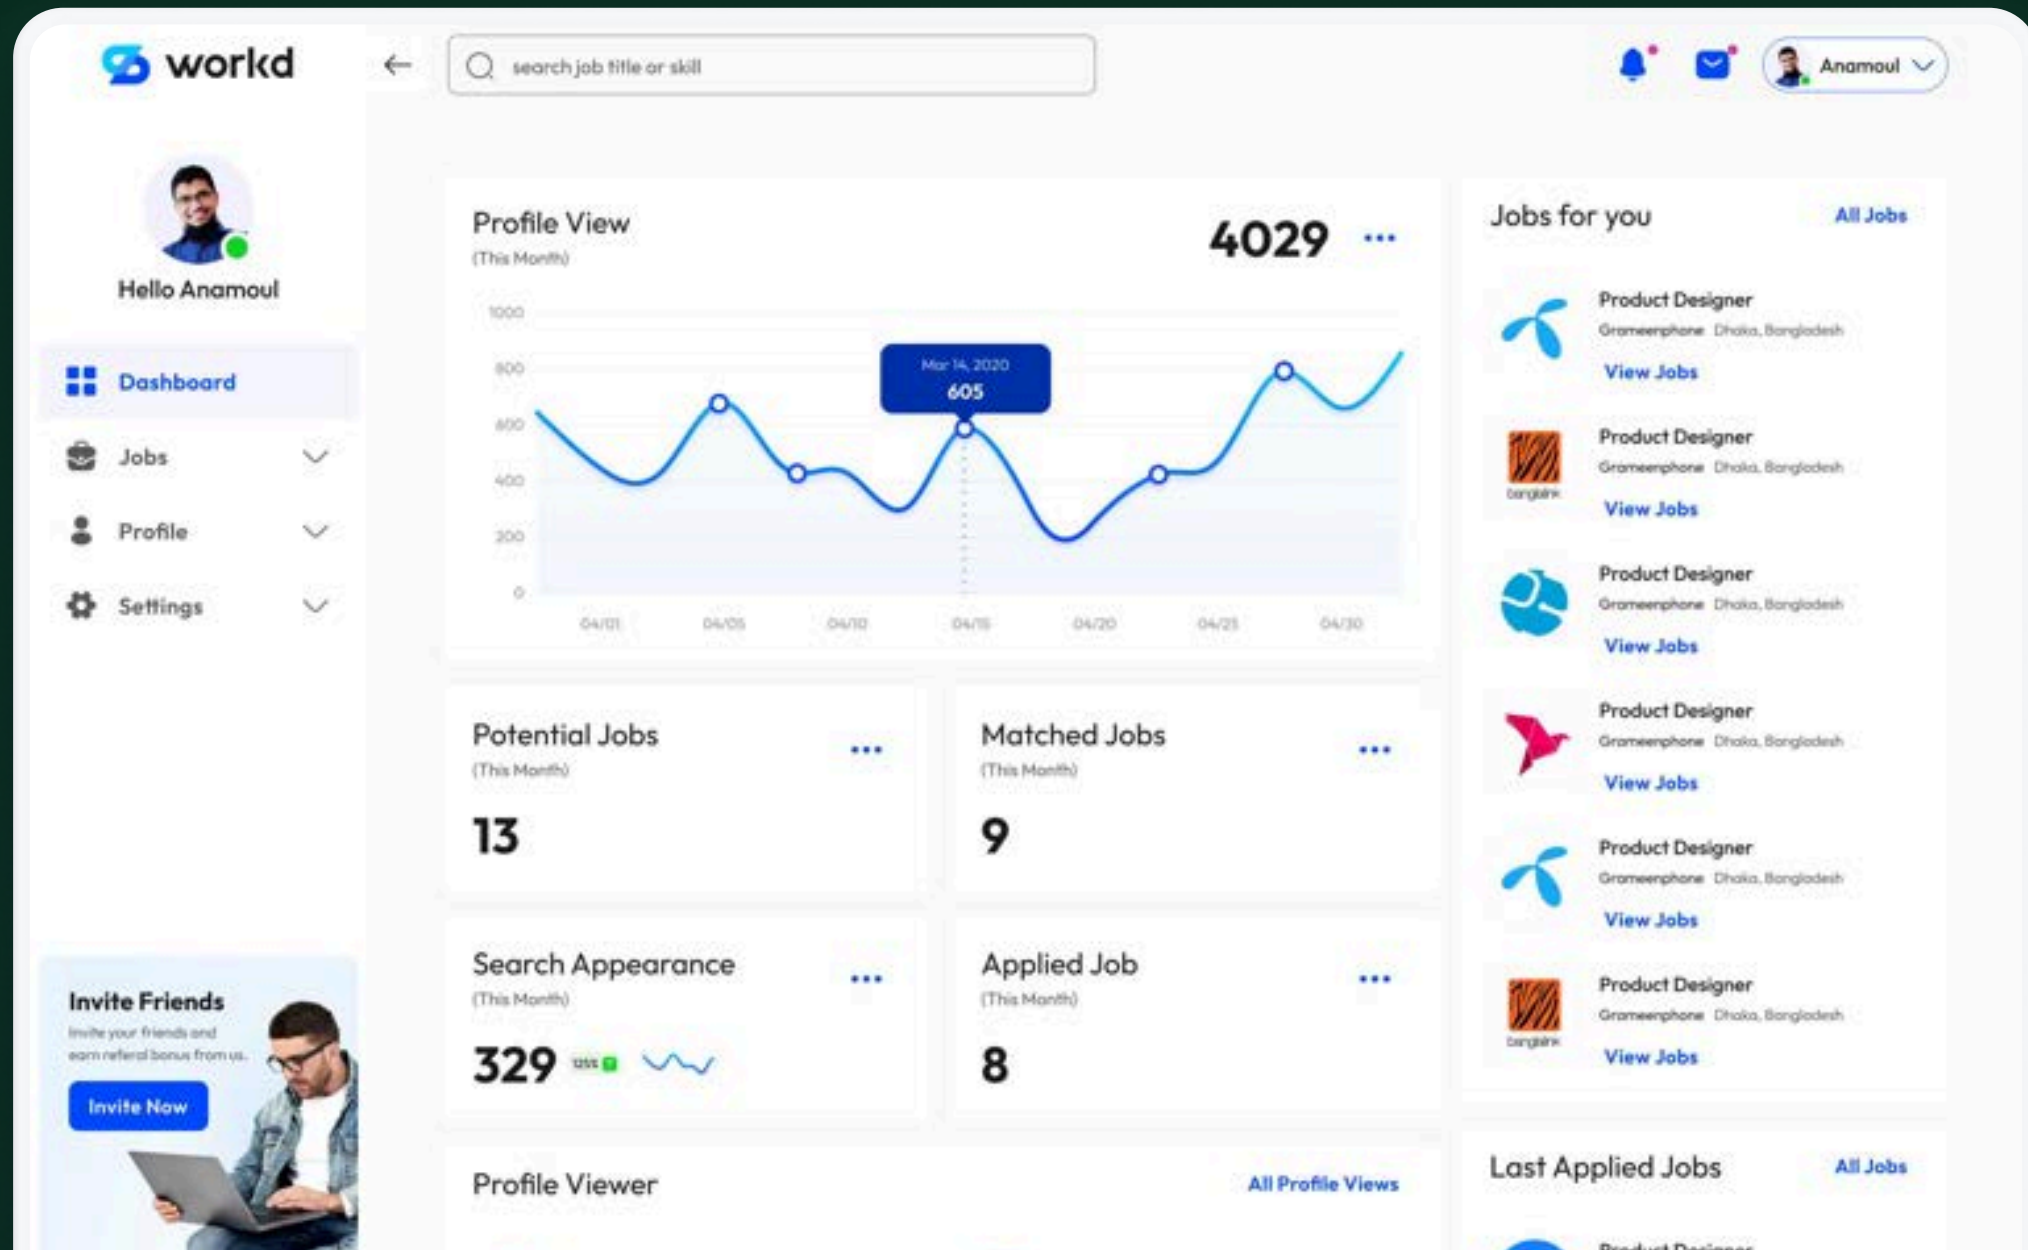 workd
search job title or skill
Anamoul
Hello Anamoul
Dashboard
Jobs
Profile
Settings
Invite Friends
Invite your friends and
earn referal bonus from us.
Invite Now
Profile View
(This Month)
4029
1000
800
600
400
200
0
Mar 14, 2020
605
04/01 04/05 04/10 04/15 04/20 04/25 04/30
Potential Jobs
(This Month)
13
Matched Jobs
(This Month)
9
Search Appearance
(This Month)
329
Applied Job
(This Month)
8
Profile Viewer
All Profile Views
Jobs for you
All Jobs
Product Designer
Grameenphone Dhaka, Bangladesh
View Jobs
Product Designer
Grameenphone Dhaka, Bangladesh
banglalink
View Jobs
Product Designer
Grameenphone Dhaka, Bangladesh
View Jobs
Product Designer
Grameenphone Dhaka, Bangladesh
View Jobs
Product Designer
Grameenphone Dhaka, Bangladesh
View Jobs
Product Designer
Grameenphone Dhaka, Bangladesh
banglalink
View Jobs
Last Applied Jobs
All Jobs
Product Designer